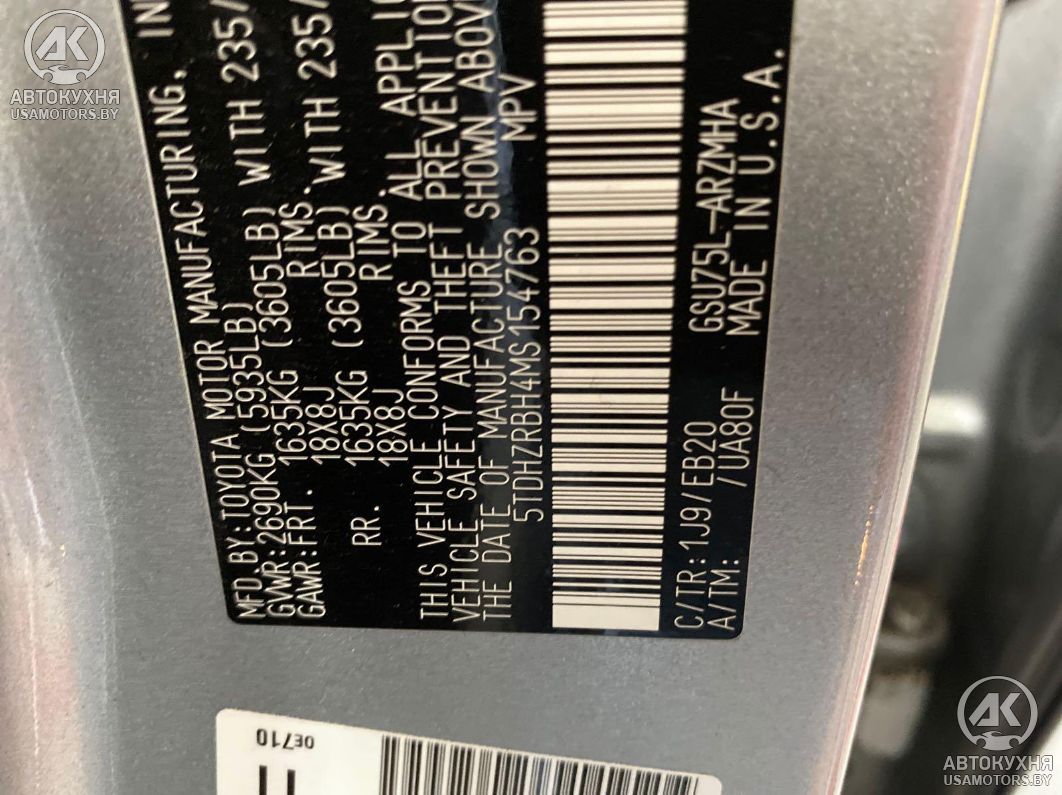 MFD. BY:TOYOTA MOTOR MANUFACTURING, IN
GVWR:2690KG (5935LB)
GAWR:FRT. 1635KG (3605LB) WITH 235/
18X8J RIMS.
RR. 1635KG (3605LB) WITH 235/
18X8J RIMS.
THIS VEHICLE CONFORMS TO ALL APPLIC
VEHICLE SAFETY AND THEFT PREVENTION
THE DATE OF MANUFACTURE SHOWN ABOVE
5TDHZRBH4MS154763 MPV
C/TR:1J9/EB20 GSU75L-ARZMHA
A/TM: /UA80F MADE IN U.S.A.
0E710
AK
АВТОКУХНЯ
USAMOTORS.BY
AK
АВТОКУХНЯ
USAMOTORS.BY